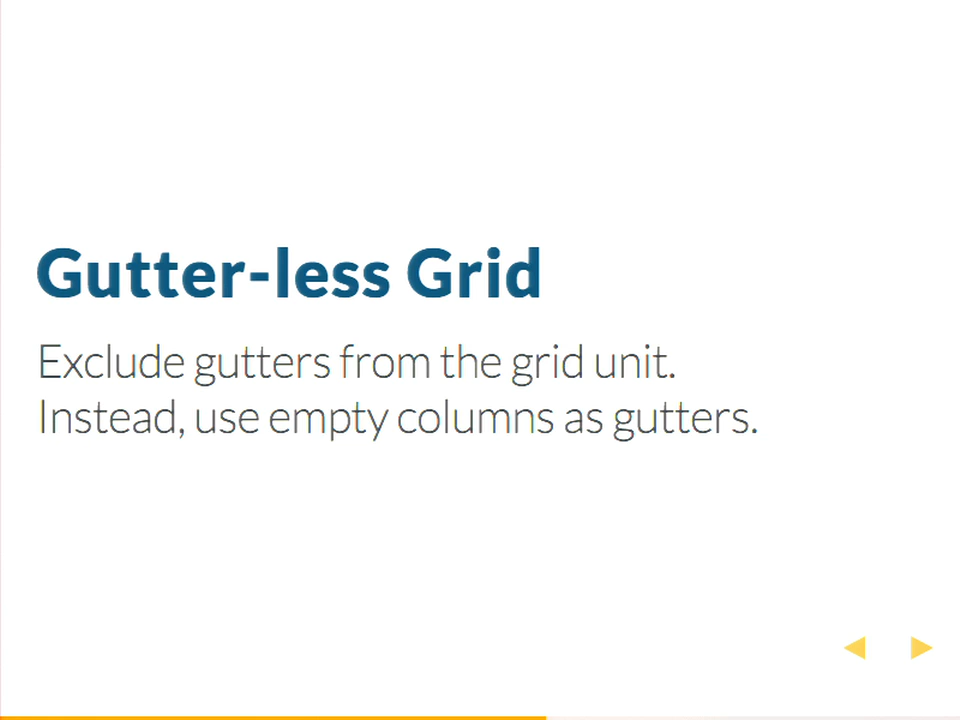 Gutter-less Grid
Exclude gutters from the grid unit.
Instead, use empty columns as gutters.